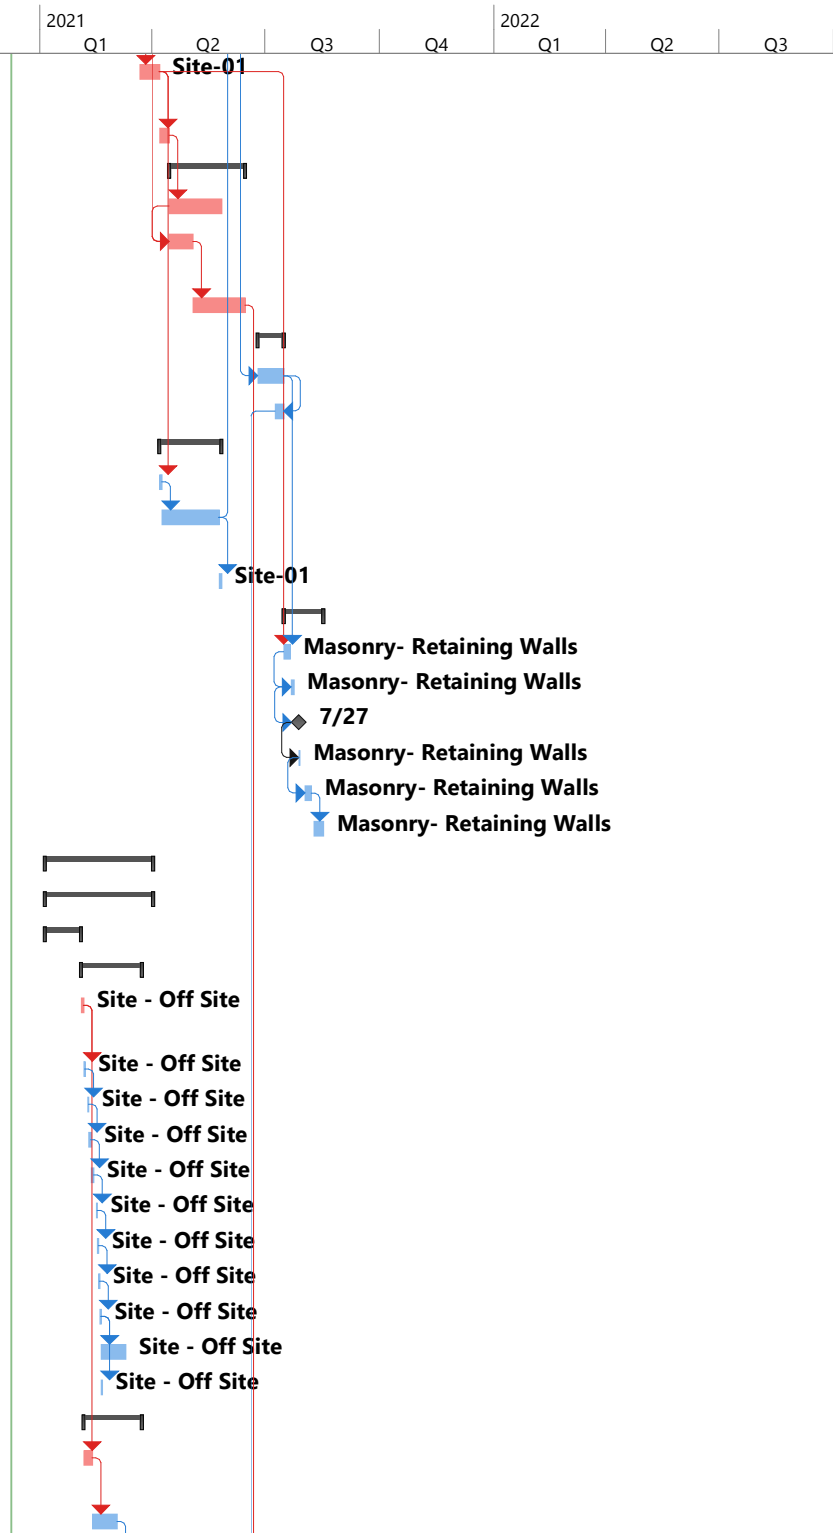 2021 2022
Q1 Q2 Q3 Q4 Q1 Q2 Q3
Site-01
Site-01
Masonry- Retaining Walls
Masonry- Retaining Walls
7/27
Masonry- Retaining Walls
Masonry- Retaining Walls
Masonry- Retaining Walls
Site - Off Site
Site - Off Site
Site - Off Site
Site - Off Site
Site - Off Site
Site - Off Site
Site - Off Site
Site - Off Site
Site - Off Site
Site - Off Site
Site - Off Site